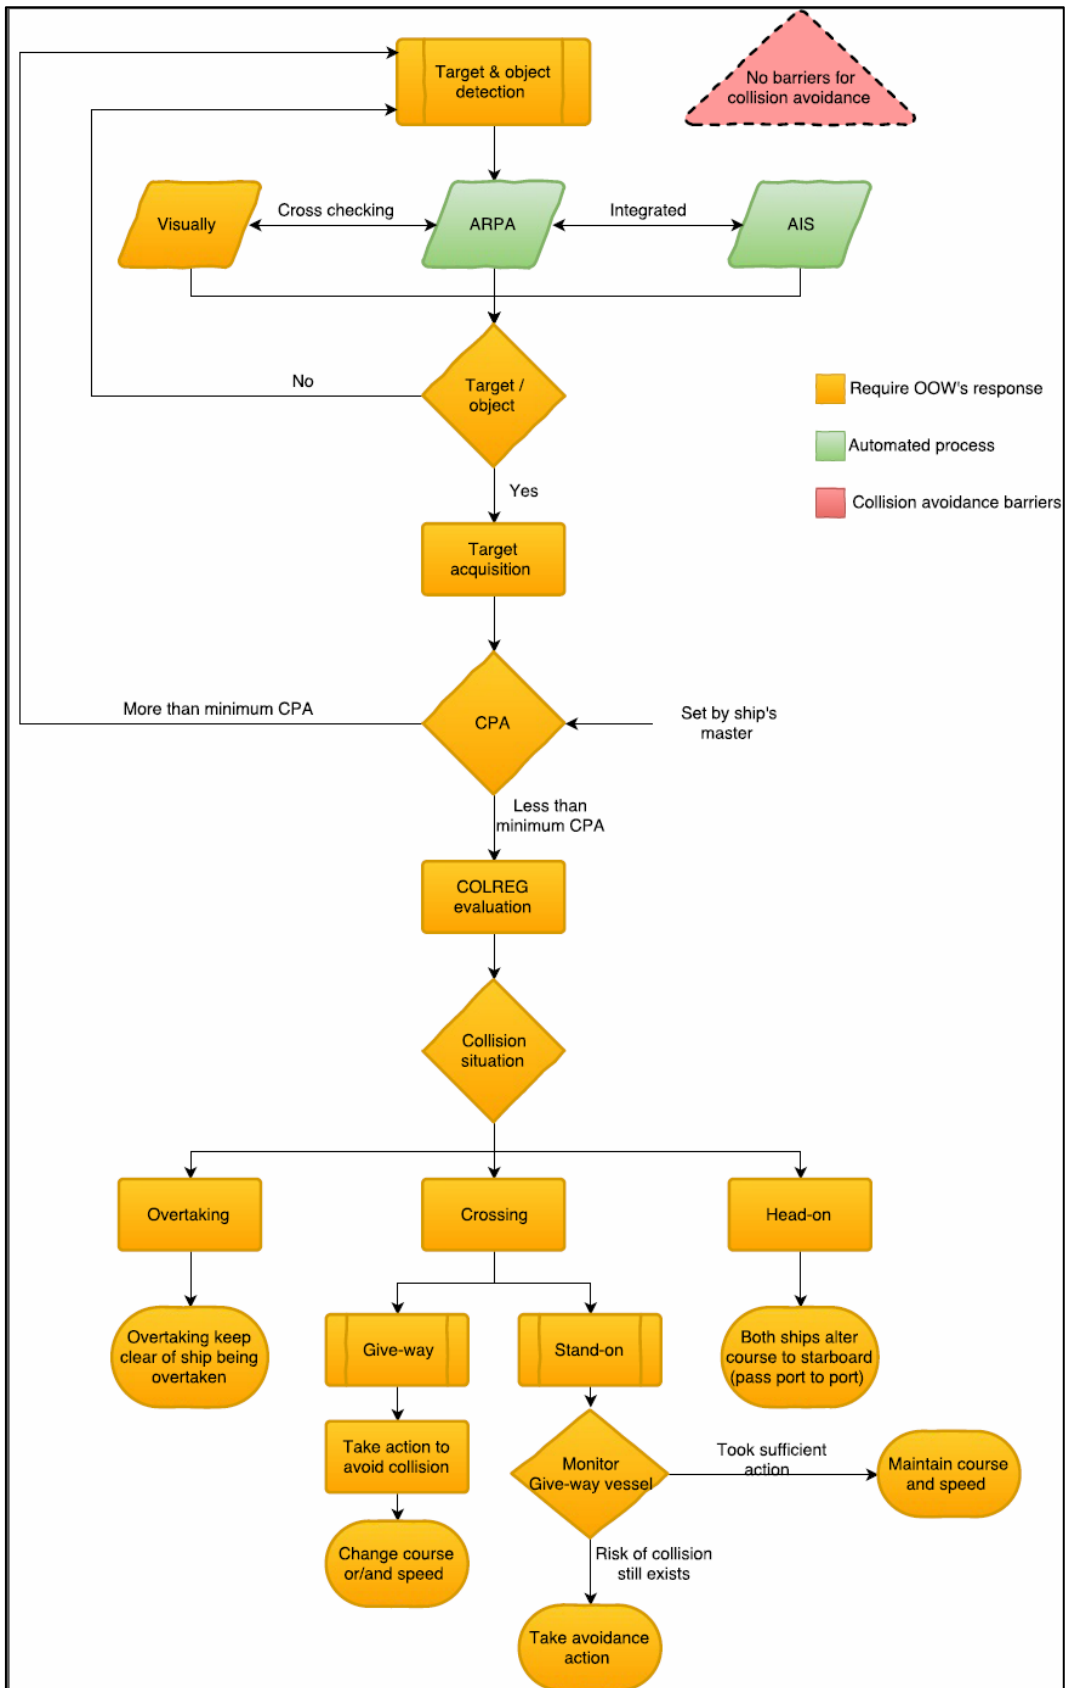 Target & object
detection
No barriers for
collision avoidance
Visually
Cross checking
ARPA
Integrated
AIS
No
Target /
object
Require OOW's response
Automated process
Collision avoidance barriers
Yes
Target
acquisition
More than minimum CPA
CPA
Set by ship's
master
Less than
minimum CPA
COLREG
evaluation
Collision
situation
Overtaking
Crossing
Head-on
Overtaking keep
clear of ship being
overtaken
Give-way
Stand-on
Both ships alter
course to starboard
(pass port to port)
Take action to
avoid collision
Monitor
Give-way vessel
Took sufficient
action
Maintain course
and speed
Change course
or/and speed
Risk of collision
still exists
Take avoidance
action